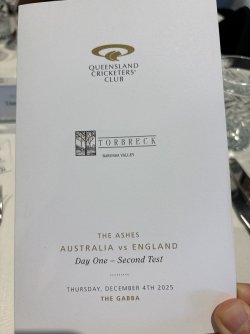 QUEENSLAND
CRICKETERS'
CLUB
TORBRECK
BAROSSA VALLEY
THE ASHES
AUSTRALIA vs ENGLAND
Day One – Second Test
THURSDAY, DECEMBER 4TH 2025
THE GABBA